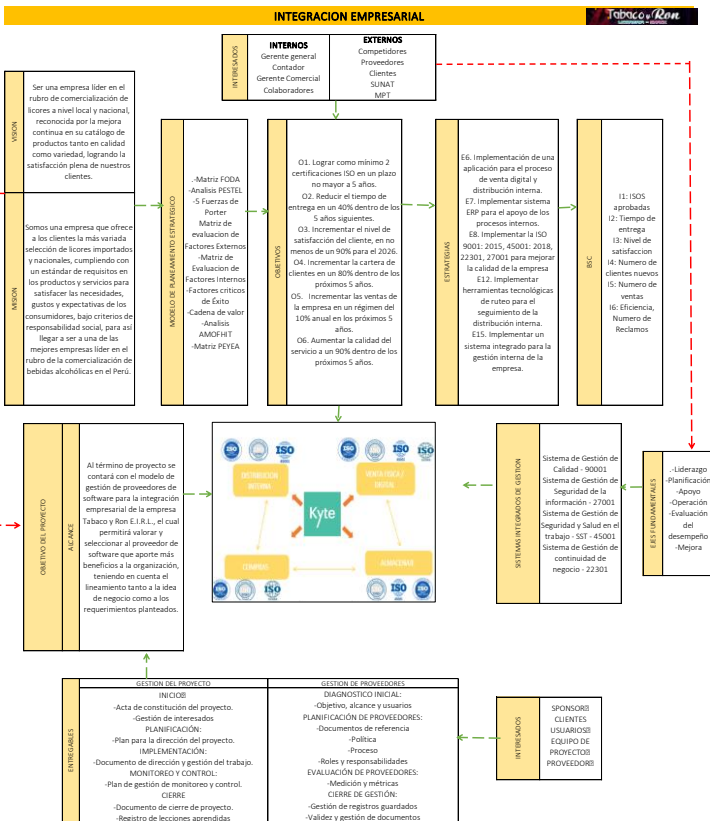 INTEGRACION EMPRESARIAL
Tabaco y Ron
INTERESADOS
INTERNOS
Gerente general
Contador
Gerente Comercial
Colaboradores
EXTERNOS
Competidores
Proveedores
Clientes
SUNAT
MPT
VISION
Ser una empresa líder en el
rubro de comercialización de
licores a nivel local y nacional,
reconocida por la mejora
continua en su catálogo de
productos tanto en calidad
como variedad, logrando la
satisfacción plena de nuestros
clientes.
MISION
Somos una empresa que ofrece
a los clientes la más variada
selección de licores importados
y nacionales, cumpliendo con
un estándar de requisitos en
los productos y servicios para
satisfacer las necesidades,
gustos y expectativas de los
consumidores, bajo criterios de
responsabilidad social, para así
llegar a ser a una de las
mejores empresas líder en el
rubro de la comercialización de
bebidas alcohólicas en el Perú.
MODELO DE PLANEAMIENTO ESTRATEGICO
.-Matriz FODA
-Analisis PESTEL
-5 Fuerzas de
Porter
Matriz de
evaluacion de
Factores Externos
-Matriz de
Evaluacion de
Factores Internos
-Factores criticos
de Éxito
-Cadena de valor
-Analisis
AMOFHIT
-Matriz PEYEA
OBJETIVOS
O1. Lograr como mínimo 2
certificaciones ISO en un plazo
no mayor a 5 años.
O2. Reducir el tiempo de
entrega en un 40% dentro de los
5 años siguientes.
O3. Incrementar el nivel de
satisfacción del cliente, en no
menos de un 90% para el 2026.
O4. Incrementar la cartera de
clientes en un 80% dentro de los
próximos 5 años.
O5. Incrementar las ventas de
la empresa en un régimen del
10% anual en los próximos 5
años.
O6. Aumentar la calidad del
servicio a un 90% dentro de los
próximos 5 años.
ESTRATEGIAS
E6. Implementación de una
aplicación para el proceso
de venta digital y
distribución interna.
E7. Implementar sistema
ERP para el apoyo de los
procesos internos.
E8. Implementar la ISO
9001: 2015, 45001: 2018,
22301, 27001 para mejorar
la calidad de la empresa
E12. Implementar
herramientas tecnológicas
de ruteo para el
seguimiento de la
distribución interna.
E15. Implementar un
sistema integrado para la
gestión interna de la
empresa.
BSC
I1: ISOS
aprobadas
I2: Tiempo de
entrega
I3: Nivel de
satisfaccion
I4: Numero de
clientes nuevos
I5: Numero de
ventas
I6: Eficiencia,
Numero de
Reclamos
OBJETIVO DEL PROYECTO
ALCANCE
Al término de proyecto se
contará con el modelo de
gestión de proveedores de
software para la integración
empresarial de la empresa
Tabaco y Ron E.I.R.L., el cual
permitirá valorar y
seleccionar al proveedor de
software que aporte más
beneficios a la organización,
teniendo en cuenta el
lineamiento tanto a la idea
de negocio como a los
requerimientos planteados.
ISO ISO ISO ISO ISO ISO
DISTRIBUCION
INTERNA
VENTA FISICA /
DIGITAL
Kyte
COMPRAS
ALMACENAR
ISO ISO ISO ISO ISO ISO
SISTEMAS INTEGRADOS DE GESTION
Sistema de Gestión de
Calidad - 90001
Sistema de Gestión de
Seguridad de la
información - 27001
Sistema de Gestión de
Seguridad y Salud en el
trabajo - SST - 45001
Sistema de Gestión de
continuidad de
negocio - 22301
EJES FUNDAMENTALES
.-Liderazgo
-Planificación
-Apoyo
-Operación
-Evaluación
del
desempeño
-Mejora
ENTREGABLES
GESTION DEL PROYECTO
INICIO
-Acta de constitución del proyecto.
-Gestión de interesados
PLANIFICACIÓN:
-Plan para la dirección del proyecto.
IMPLEMENTACIÓN:
-Documento de dirección y gestión del trabajo.
MONITOREO Y CONTROL:
-Plan de gestión de monitoreo y control.
CIERRE
-Documento de cierre de proyecto.
-Registro de lecciones aprendidas
GESTION DE PROVEEDORES
DIAGNOSTICO INICIAL:
-Objetivo, alcance y usuarios
PLANIFICACIÓN DE PROVEEDORES:
-Documentos de referencia
-Política
-Proceso
-Roles y responsabilidades
EVALUACIÓN DE PROVEEDORES:
-Medición y métricas
CIERRE DE GESTIÓN:
-Gestión de registros guardados
-Validez y gestión de documentos
INTERESADOS
SPONSOR
CLIENTES
USUARIOS
EQUIPO DE
PROYECTO
PROVEEDOR